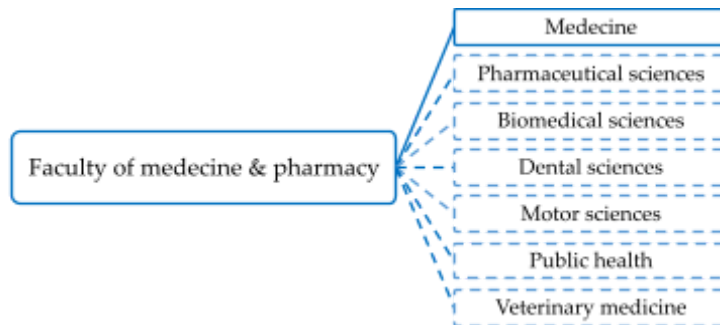 Medecine
Pharmaceutical sciences
Biomedical sciences
Faculty of medecine & pharmacy
Dental sciences
Motor sciences
Public health
Veterinary medicine